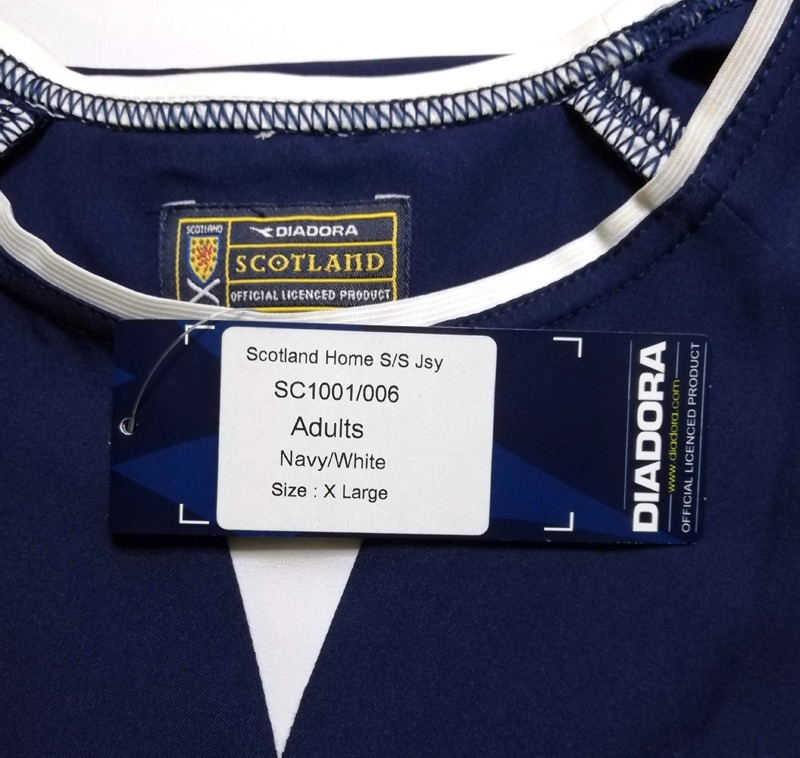 SCOTLAND
DIADORA
SCOTLAND
OFFICIAL LICENCED PRODUCT
Scotland Home S/S Jsy
SC1001/006
Adults
Navy/White
Size : X Large
DIADORA
www.diadora.com
OFFICIAL LICENCED PRODUCT